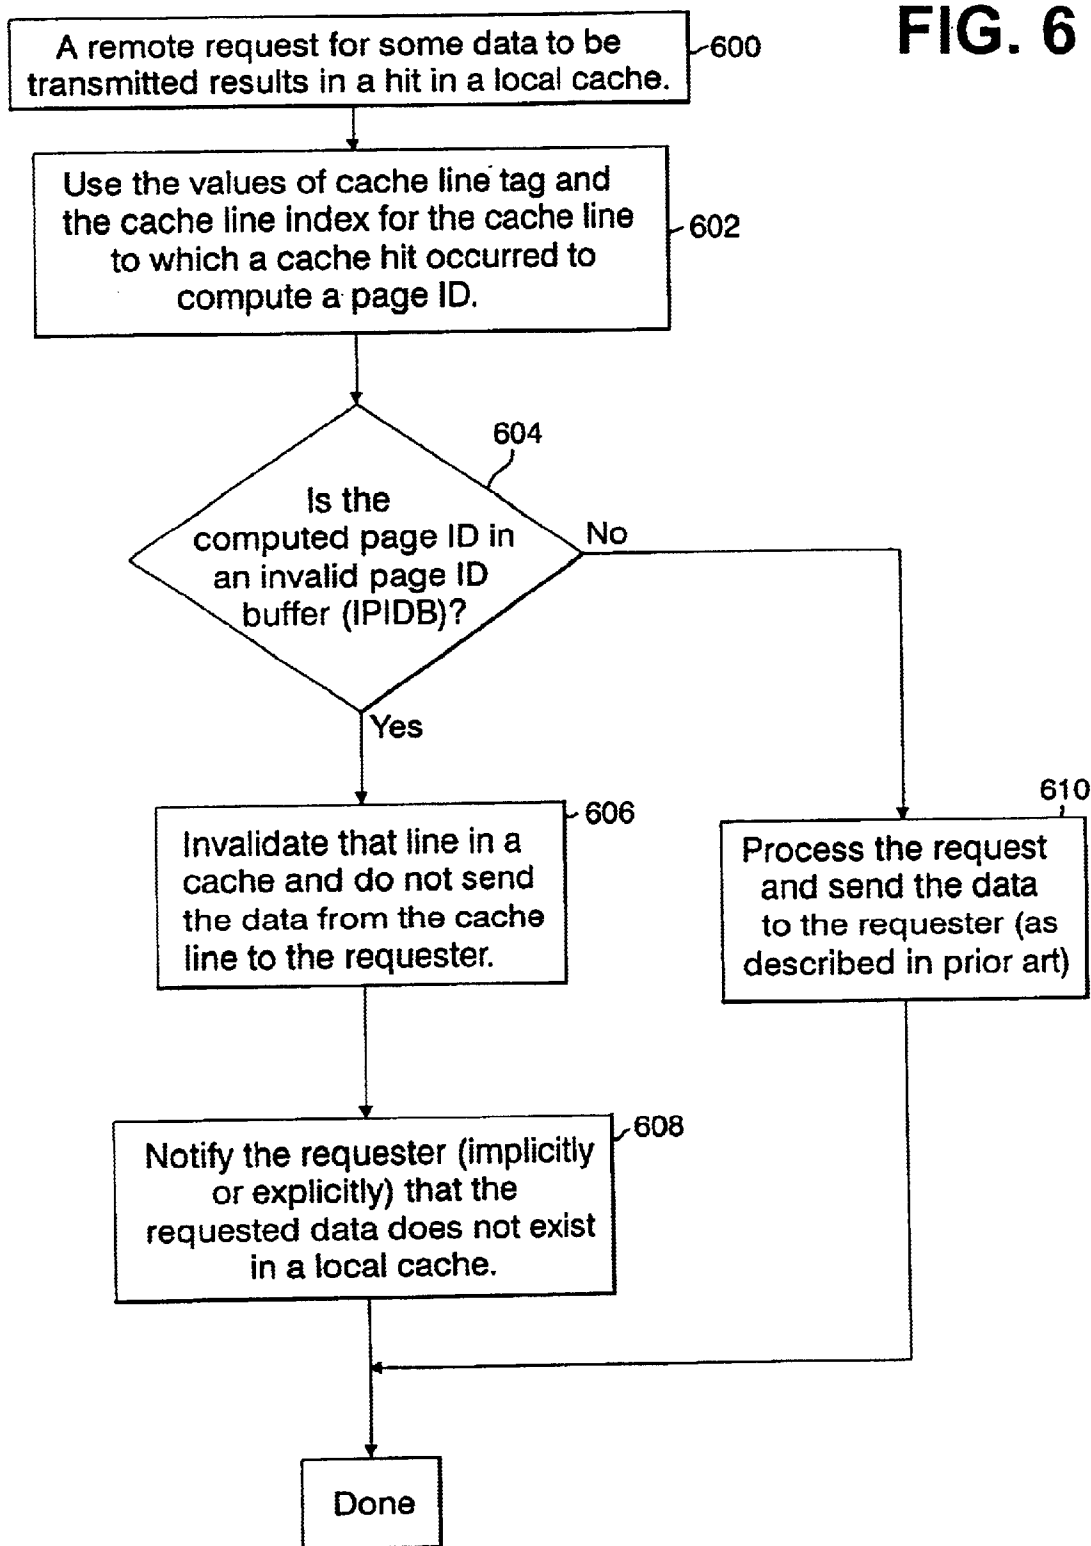 FIG. 6
A remote request for some data to be
transmitted results in a hit in a local cache.
600
Use the values of cache line tag and
the cache line index for the cache line
to which a cache hit occurred to
compute a page ID.
602
604
Is the
computed page ID in
an invalid page ID
buffer (IPIDB)?
No
Yes
606
Invalidate that line in a
cache and do not send
the data from the cache
line to the requester.
610
Process the request
and send the data
to the requester (as
described in prior art)
608
Notify the requester (implicitly
or explicitly) that the
requested data does not exist
in a local cache.
Done